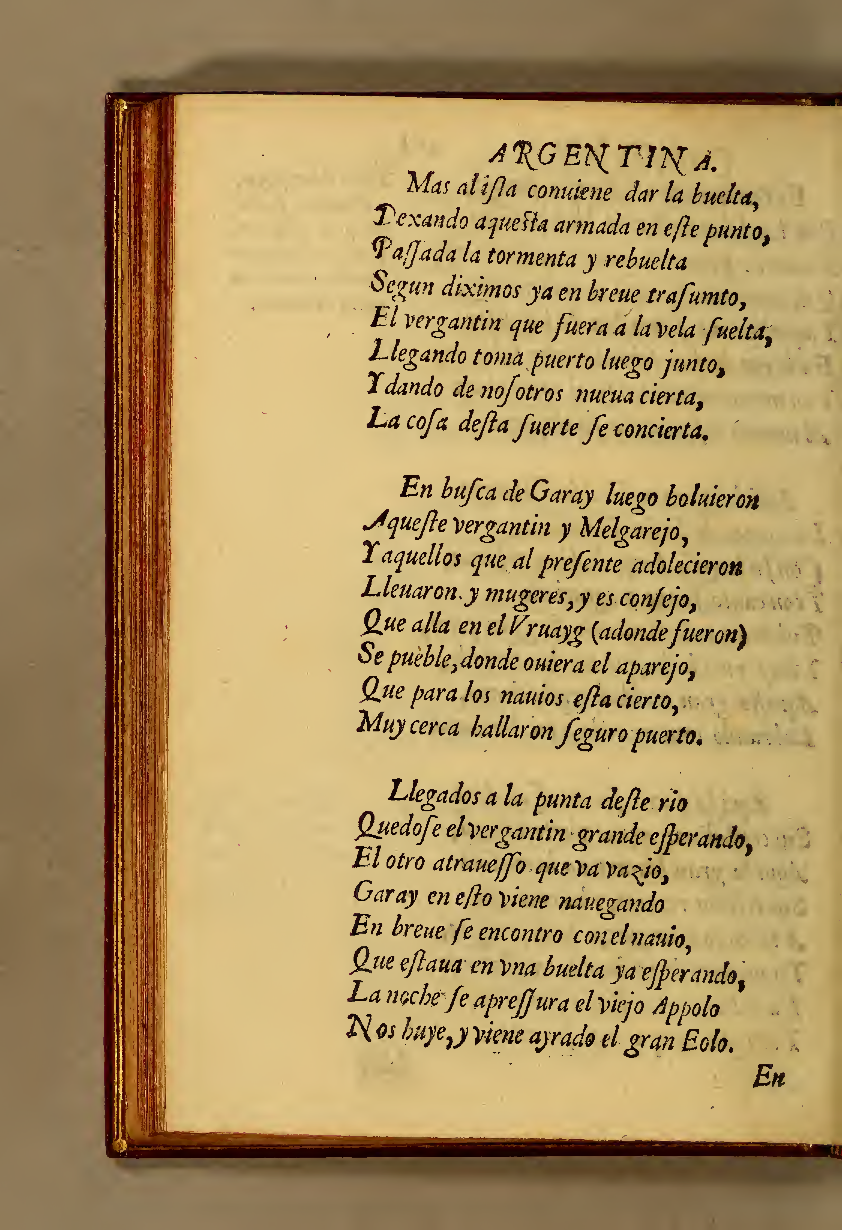 ARGENTINA.
Mas al iſla conuiene dar la buelta,
Dexando aqueſta armada en eſte punto,
Paſſada la tormenta y rebuelta
Segun diximos ya en breue traſumto,
El vergantin que fuera a la vela ſuelta,
Llegando toma puerto luego junto,
Y dando de noſotros nueua cierta,
La coſa deſta ſuerte ſe concierta.
En buſca de Garay luego boluieron
Aqueſte vergantin y Melgarejo,
Y aquellos que al preſente adolecieron
Lleuaron y mugeres, y es conſejo,
Que alla en el Vruayg (adonde fueron)
Se pueble, donde ouiera el aparejo,
Que para los nauios eſta cierto,
Muy cerca hallaron ſeguro puerto.
Llegados a la punta deſte rio
Quedoſe el vergantin grande eſperando,
El otro atraueſſo que va vazio,
Garay en eſto viene nauegando
En breue ſe encontro con el nauio,
Que eſtaua en vna buelta ya eſperando,
La noche ſe apreſſura el viejo Appolo
Nos huye, y viene ayrado el gran Eolo.
En